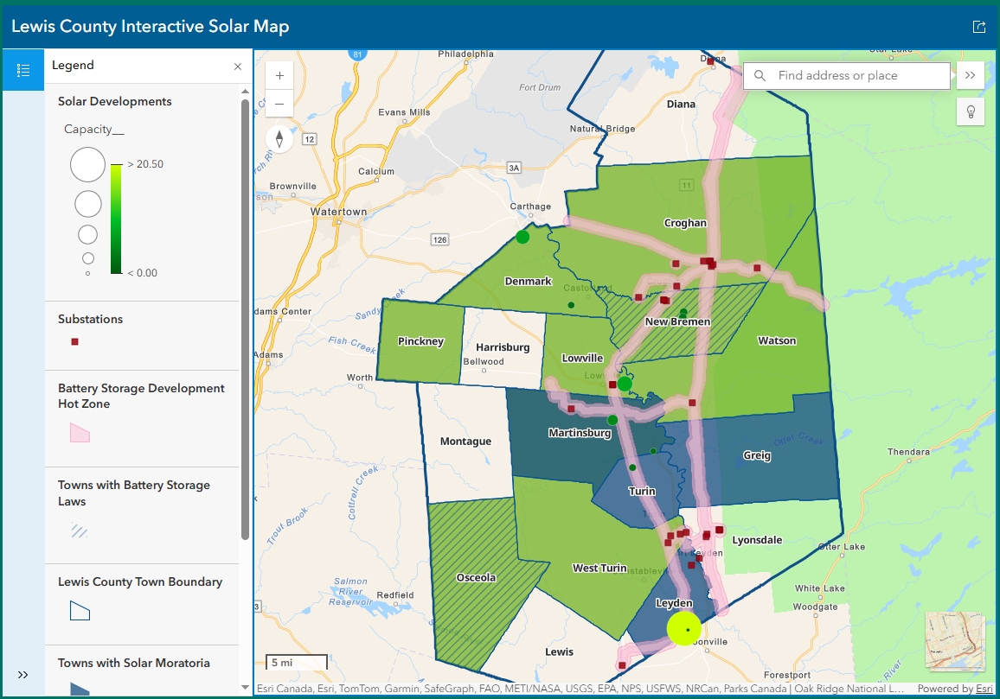 Lewis County Interactive Solar Map
Legend
Solar Developments
Capacity__
> 20.50
< 0.00
Substations
Battery Storage Development
Hot Zone
Towns with Battery Storage
Laws
Lewis County Town Boundary
Towns with Solar Moratoria
+
−
Find address or place
81
Philadelphia
Fort Drum
Evans Mills
12
Natural Bridge
Diana
Calcium
3A
Brownville
Watertown
Carthage
11
Croghan
126
Denmark
Castorland
dams Center
Sandy Creek
New Bremen
Pinckney
Harrisburg
Watson
Fish Creek
Adams
Bellwood
Lowville
Low
Worth
Martinsburg
Montague
Otter Creek
Greig
Thendara
Cottrell Creek
Turin
Trout Brook
Lyonsdale
Otter Lake
West Turin
Osceola
Salmon
River
Reservoir
Redfield
White Lake
Woodgate
Leyden
3
oonville
Lewis
Forestport
River
5 mi
Esri Canada, Esri, TomTom, Garmin, SafeGraph, FAO, METI/NASA, USGS, EPA, NPS, USFWS, NRCan, Parks Canada | Oak Ridge National L...
Powered by Esri